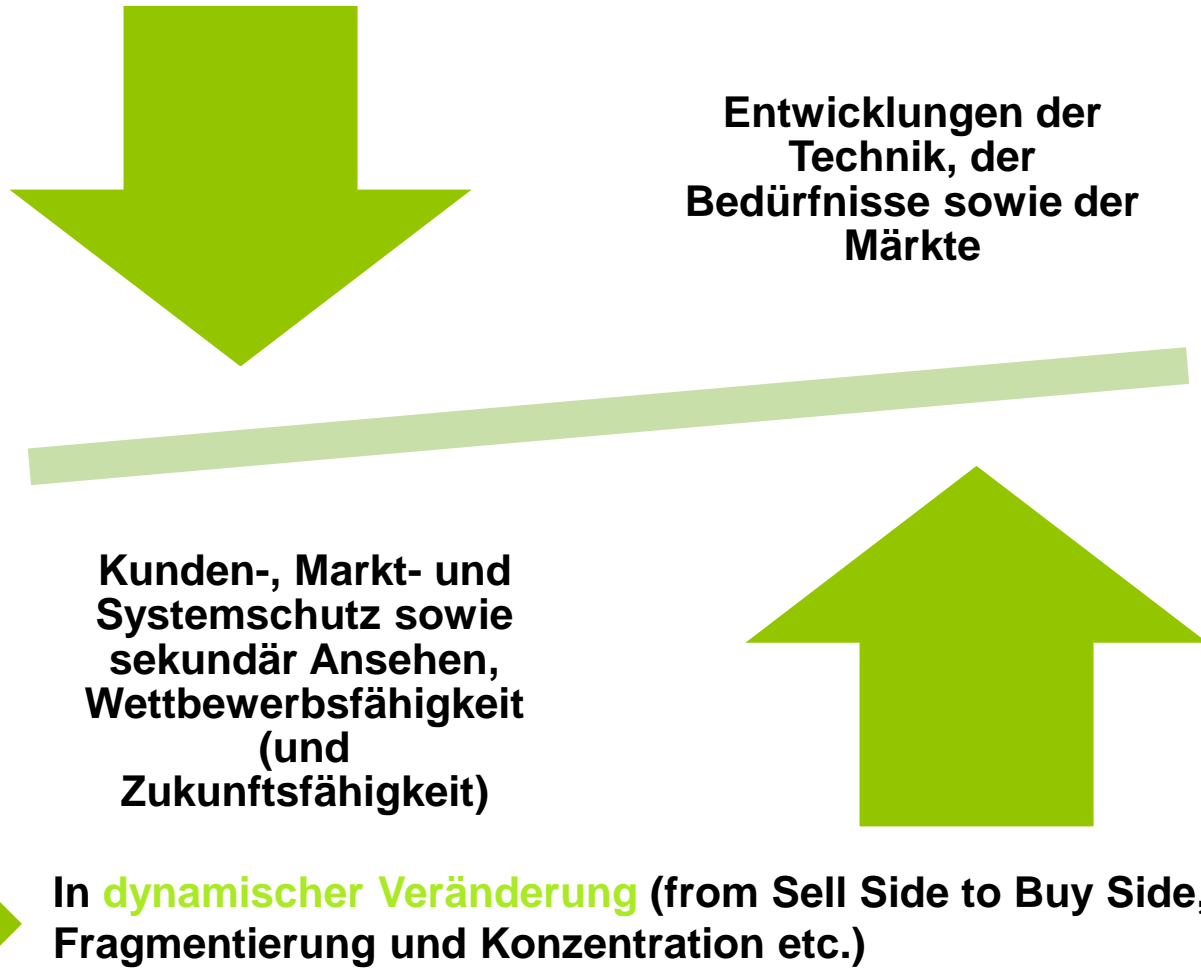 Entwicklungen der
Technik, der
Bedürfnisse sowie der
Märkte
Kunden-, Markt- und
Systemschutz sowie
sekundär Ansehen,
Wettbewerbsfähigkeit
(und
Zukunftsfähigkeit)
In dynamischer Veränderung (from Sell Side to Buy Side,
Fragmentierung und Konzentration etc.)